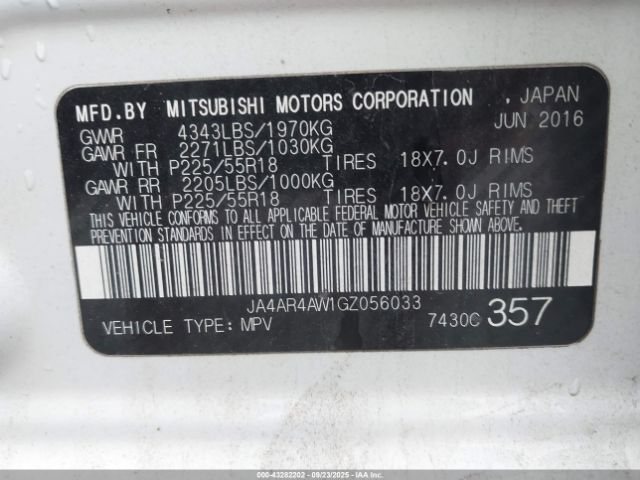 MFD.BY MITSUBISHI MOTORS CORPORATION , JAPAN
GVWR 4343LBS/1970KG JUN 2016
GAWR FR 2271LBS/1030KG
WITH P225/55R18 TIRES 18X7.0J RIMS
GAWR RR 2205LBS/1000KG
WITH P225/55R18 TIRES 18X7.0J RIMS
THIS VEHICLE CONFORMS TO ALL APPLICABLE FEDERAL MOTOR VEHICLE SAFETY AND THEFT
PREVENTION STANDARDS IN EFFECT ON THE DATE OF MANUFACTURE SHOWN ABOVE.
JA4AR4AW1GZ056033
VEHICLE TYPE: MPV 7430C 357
000-43282202 - 09/23/2025 - IAAI.COM